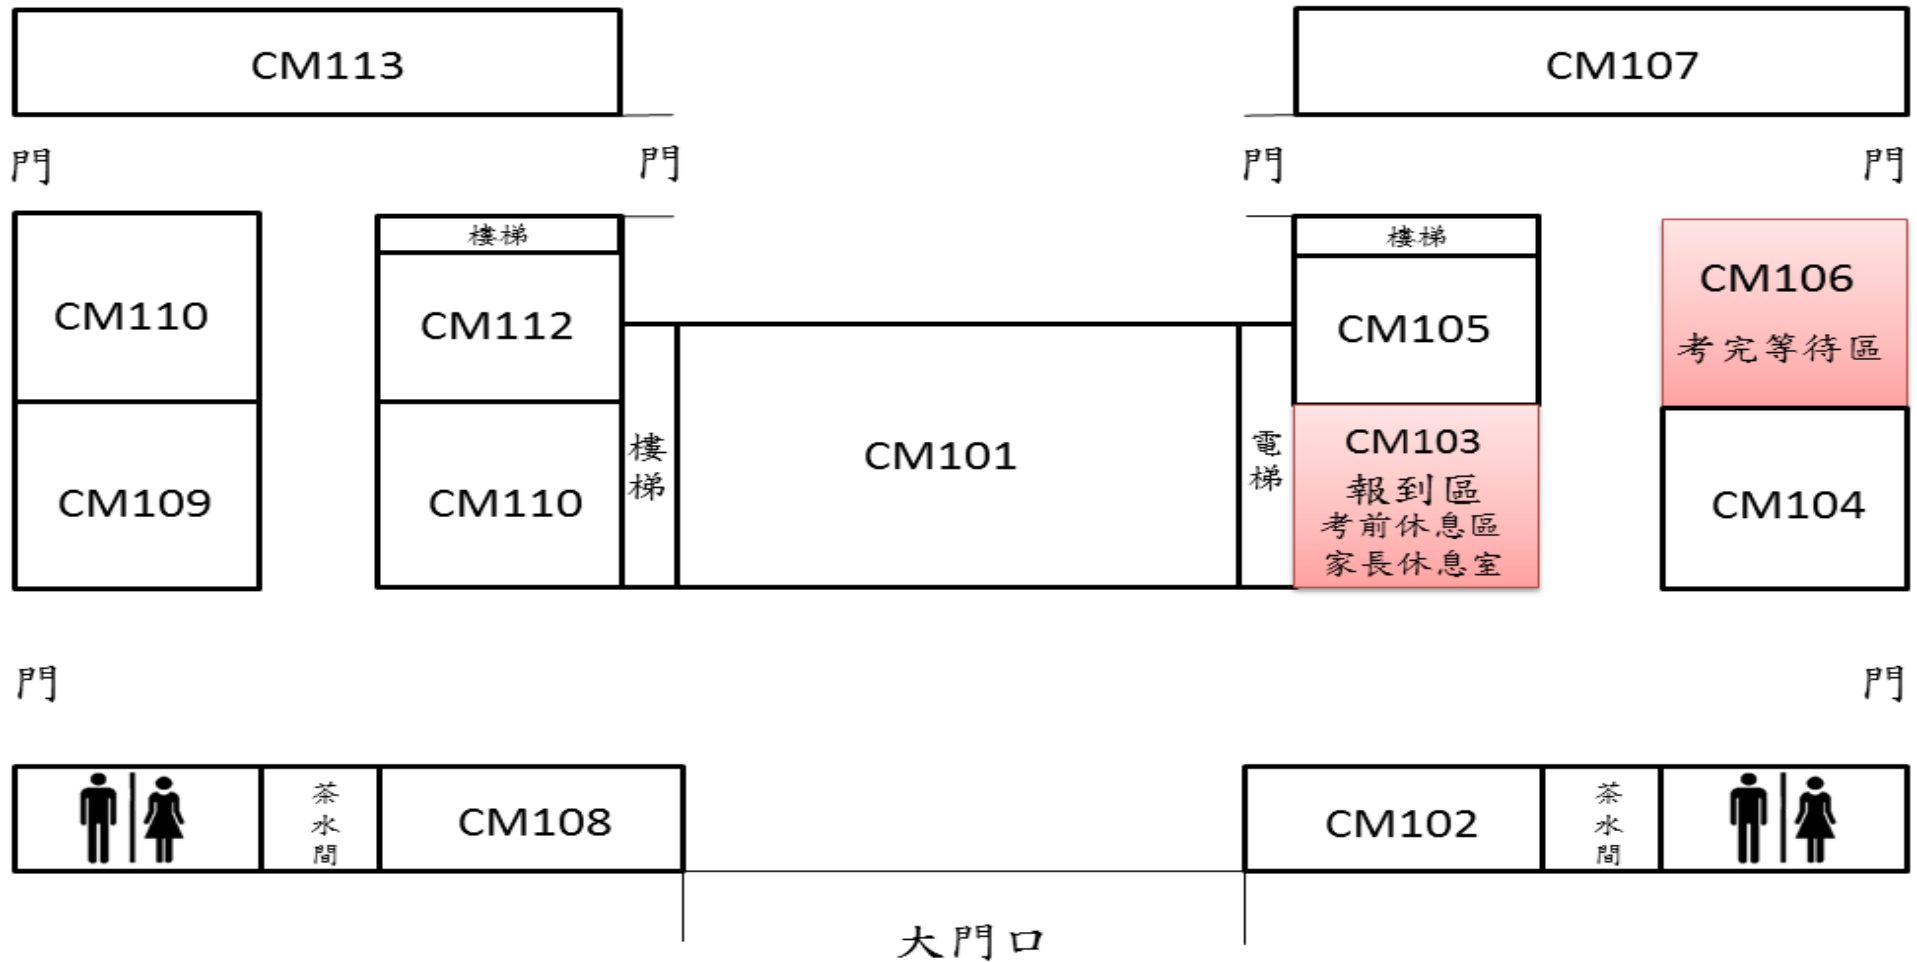 CM113
CM107
門
門
門
門
樓梯
樓梯
CM110
CM112
CM105
CM106
考完等待區
CM109
CM110
樓梯
CM101
電梯
CM103
報到區
考前休息區
家長休息室
CM104
門
門
茶水間
CM108
CM102
茶水間
大門口